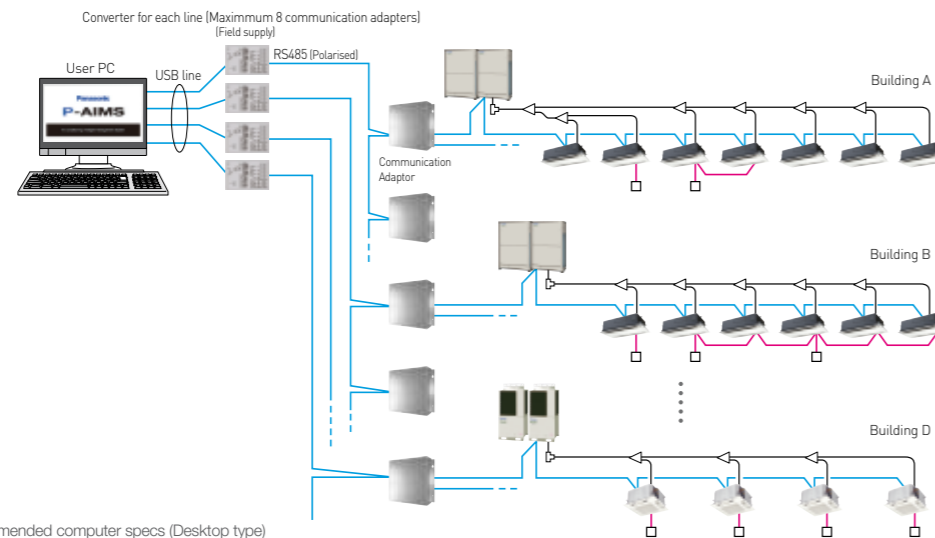 Converter for each line (Maximmum 8 communication adapters)
(Field supply)
RS485 (Polarised)
User PC
USB line
Panasonic
P-AIMS
Building A
Communication
Adaptor
Building B
Building D
mended computer specs (Desktop type)